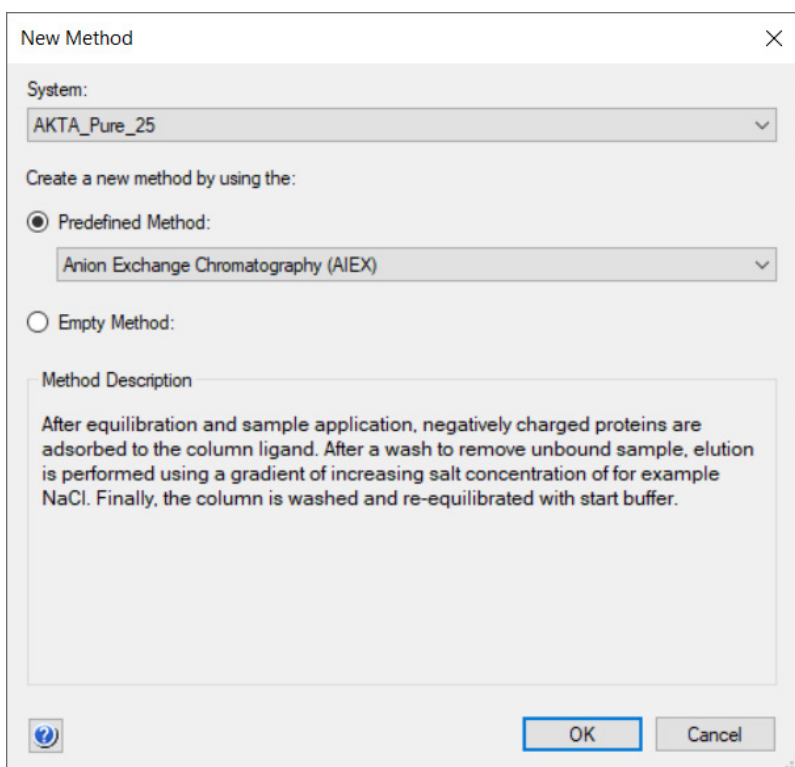 New Method
System:
AKTA_Pure_25
Create a new method by using the:
Predefined Method:
Anion Exchange Chromatography (AIEX)
Empty Method:
Method Description
After equilibration and sample application, negatively charged proteins are
adsorbed to the column ligand. After a wash to remove unbound sample, elution
is performed using a gradient of increasing salt concentration of for example
NaCl. Finally, the column is washed and re-equilibrated with start buffer.
?
OK
Cancel